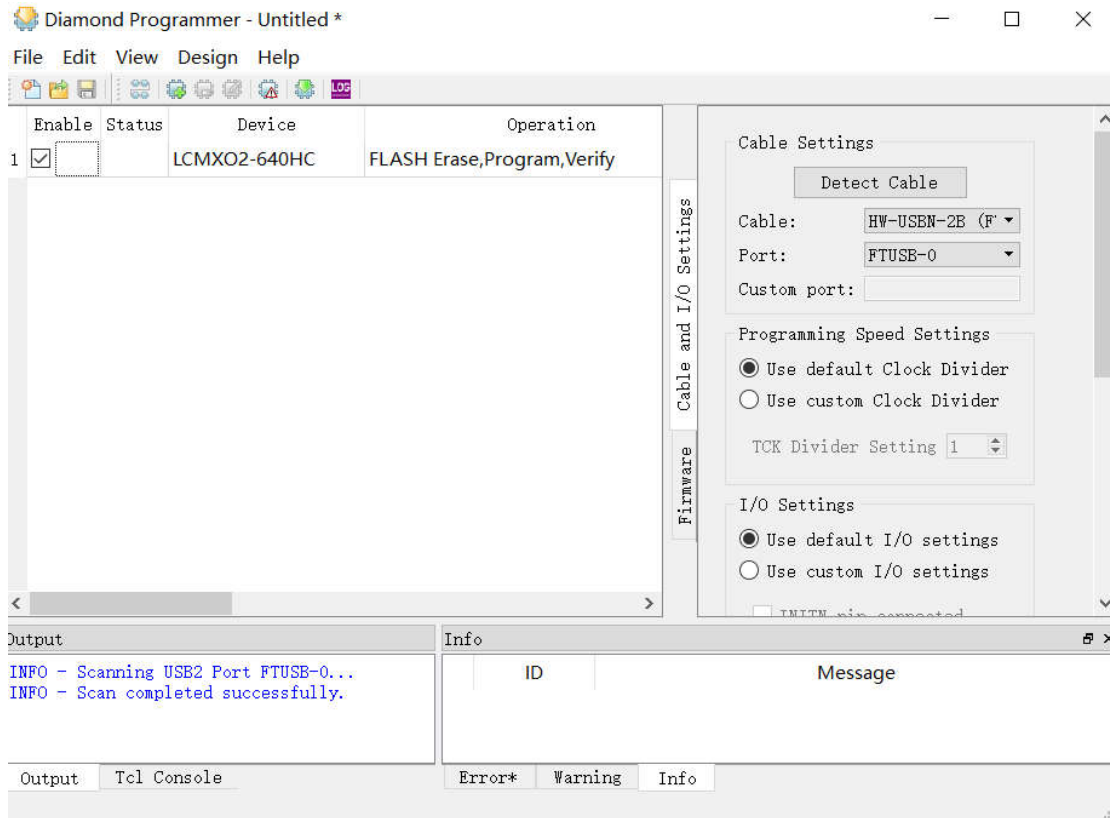 Diamond Programmer - Untitled *
File Edit View Design Help
LOG
Enable Status Device Operation
1 LCMXO2-640HC FLASH Erase,Program,Verify
Cable and I/O Settings
Firmware
Cable Settings
Detect Cable
Cable: HW-USBN-2B (F
Port: FTUSB-0
Custom port:
Programming Speed Settings
Use default Clock Divider
Use custom Clock Divider
TCK Divider Setting 1
I/O Settings
Use default I/O settings
Use custom I/O settings
INITN pin connected
Output
INFO - Scanning USB2 Port FTUSB-0...
INFO - Scan completed successfully.
Output Tcl Console
Info
ID Message
Error* Warning Info